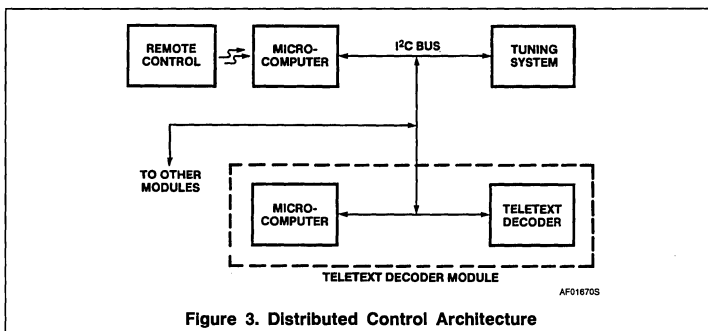 REMOTE
CONTROL
MICRO-
COMPUTER
I²C BUS
TUNING
SYSTEM
TO OTHER
MODULES
MICRO-
COMPUTER
TELETEXT
DECODER
TELETEXT DECODER MODULE
AF01670S
Figure 3. Distributed Control Architecture